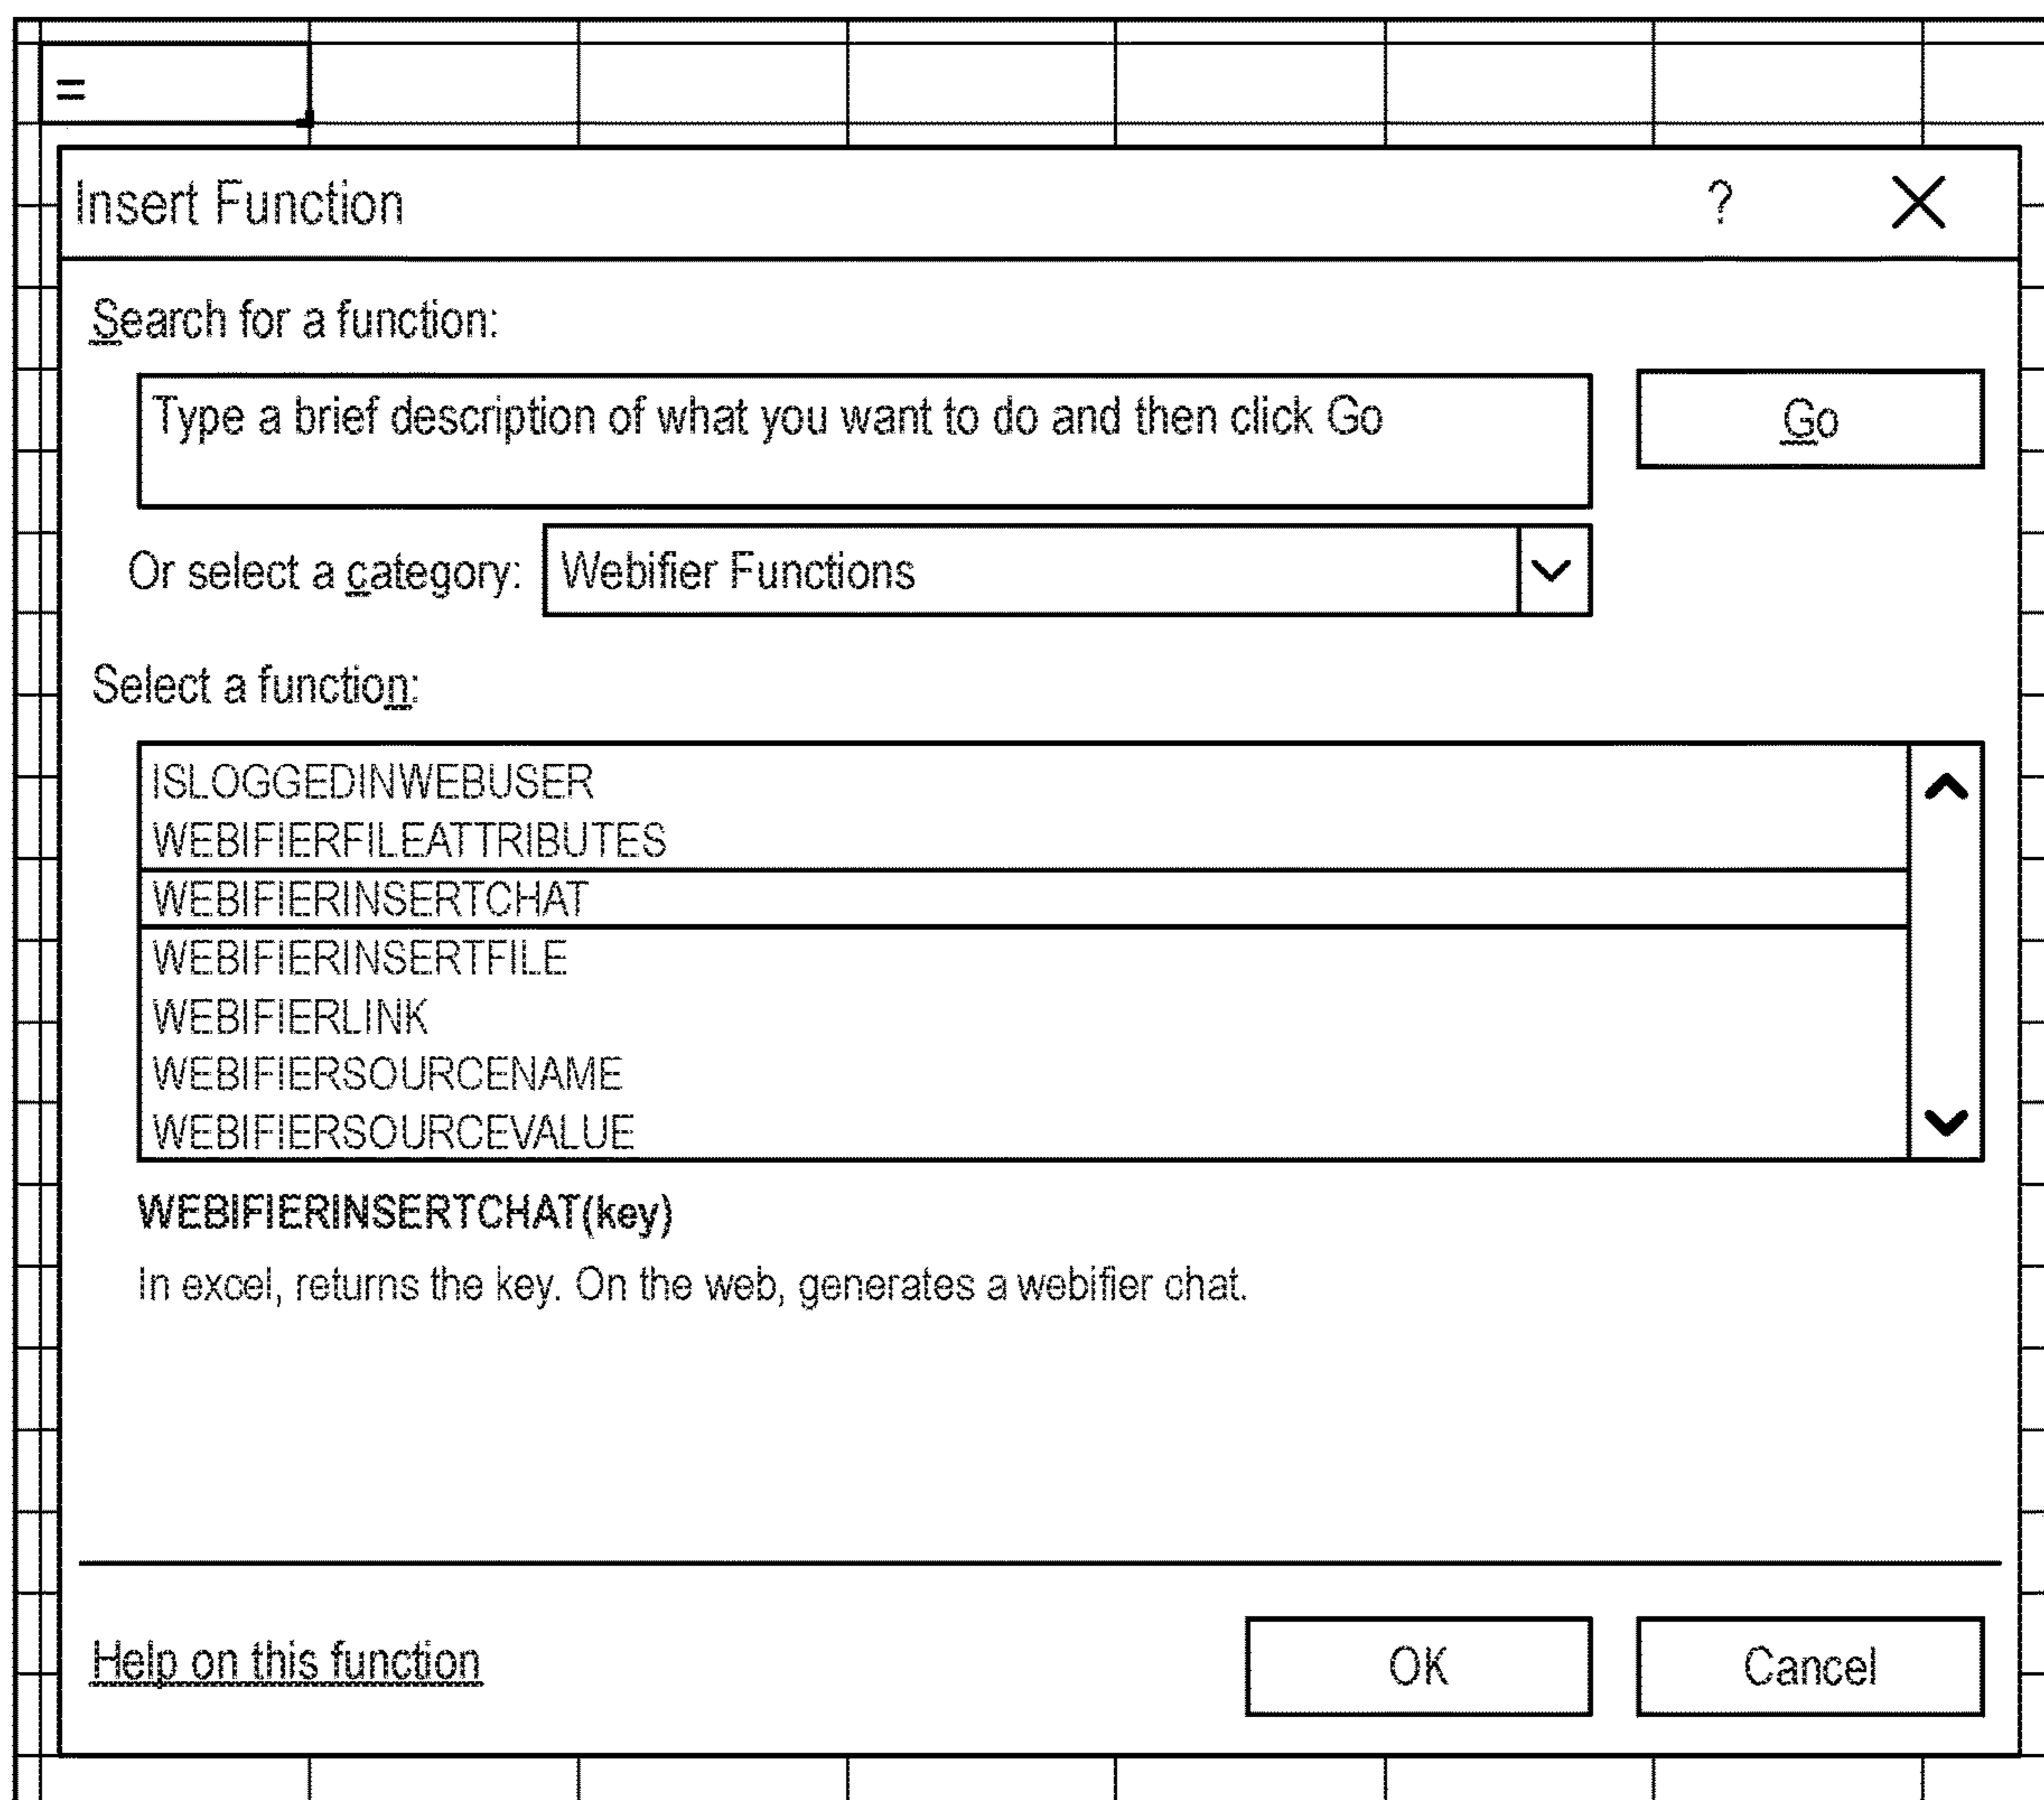 =
Insert Function ?
Search for a function:
Type a brief description of what you want to do and then click Go
Go
Or select a category: Webifier Functions
Select a function:
ISLOGGEDINWEBUSER
WEBIFIERFILEATTRIBUTES
WEBIFIERINSERTCHAT
WEBIFIERINSERTFILE
WEBIFIERLINK
WEBIFIERSOURCENAME
WEBIFIERSOURCEVALUE
WEBIFIERINSERTCHAT(key)
In excel, returns the key. On the web, generates a webifier chat.
Help on this function
OK
Cancel